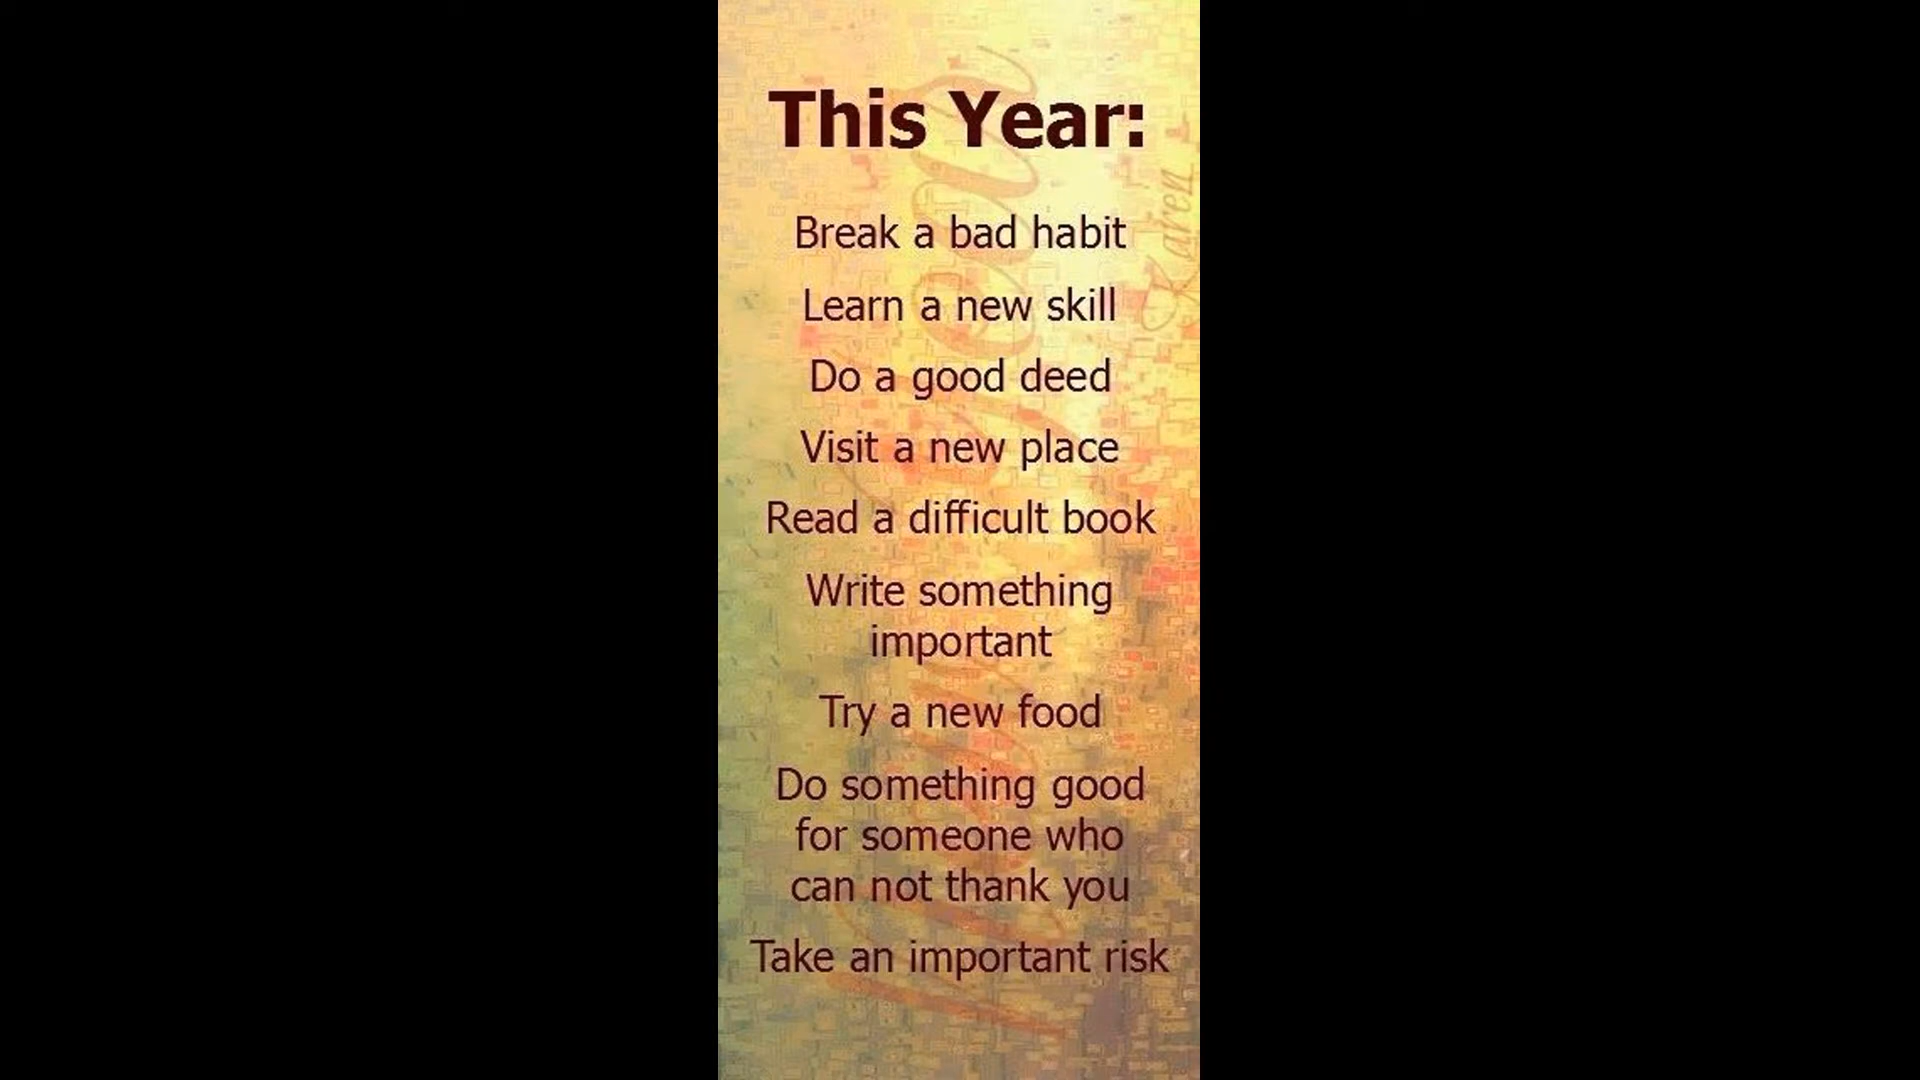 This Year:
Break a bad habit
Learn a new skill
Do a good deed
Visit a new place
Read a difficult book
Write something
important
Try a new food
Do something good
for someone who
can not thank you
Take an important risk
Karen